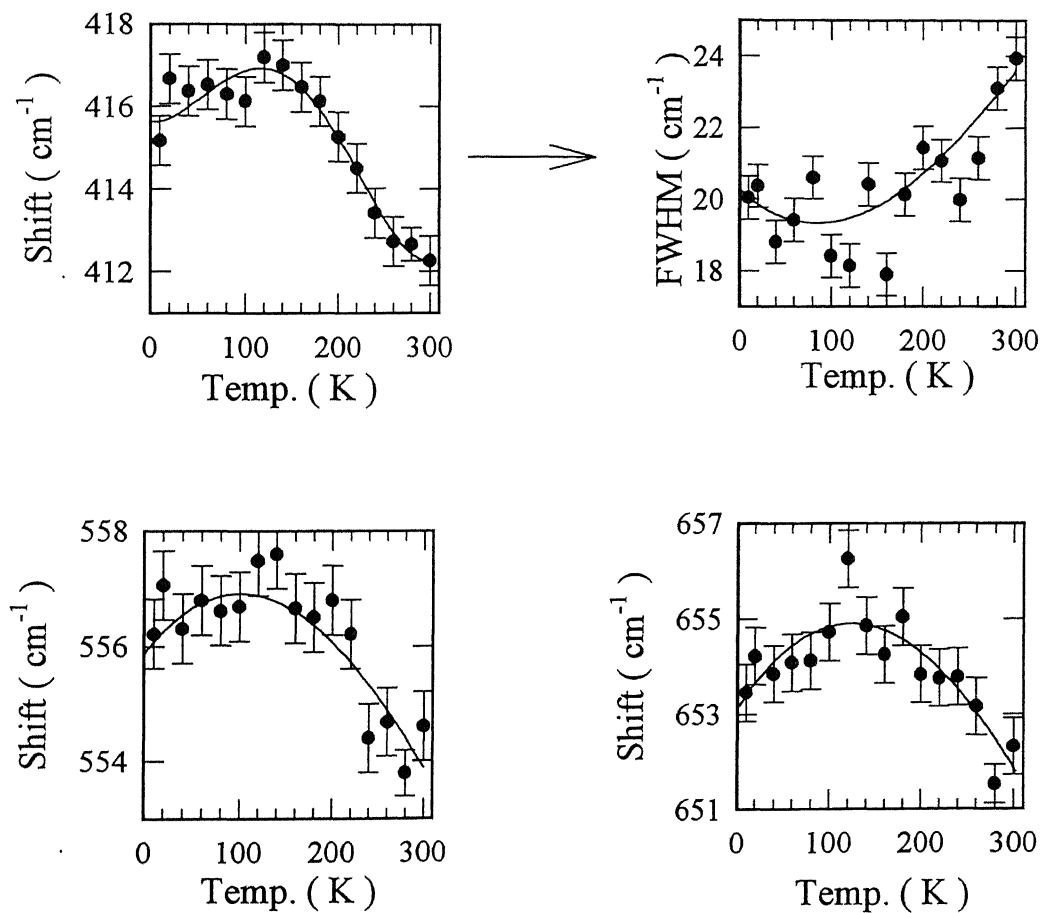 418
416
414
412
Shift ( cm⁻¹ )
0 100 200 300
Temp. ( K )
24
22
20
18
FWHM ( cm⁻¹ )
0 100 200 300
Temp. ( K )
558
556
554
Shift ( cm⁻¹ )
0 100 200 300
Temp. ( K )
657
655
653
651
Shift ( cm⁻¹ )
0 100 200 300
Temp. ( K )